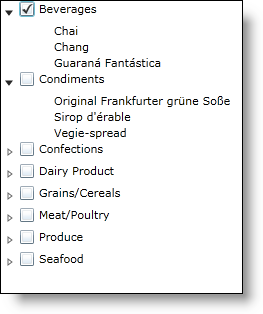 Beverages
Chai
Chang
Guaraná Fantástica
Condiments
Original Frankfurter grüne Soße
Sirop d'érable
Vegie-spread
Confections
Dairy Product
Grains/Cereals
Meat/Poultry
Produce
Seafood